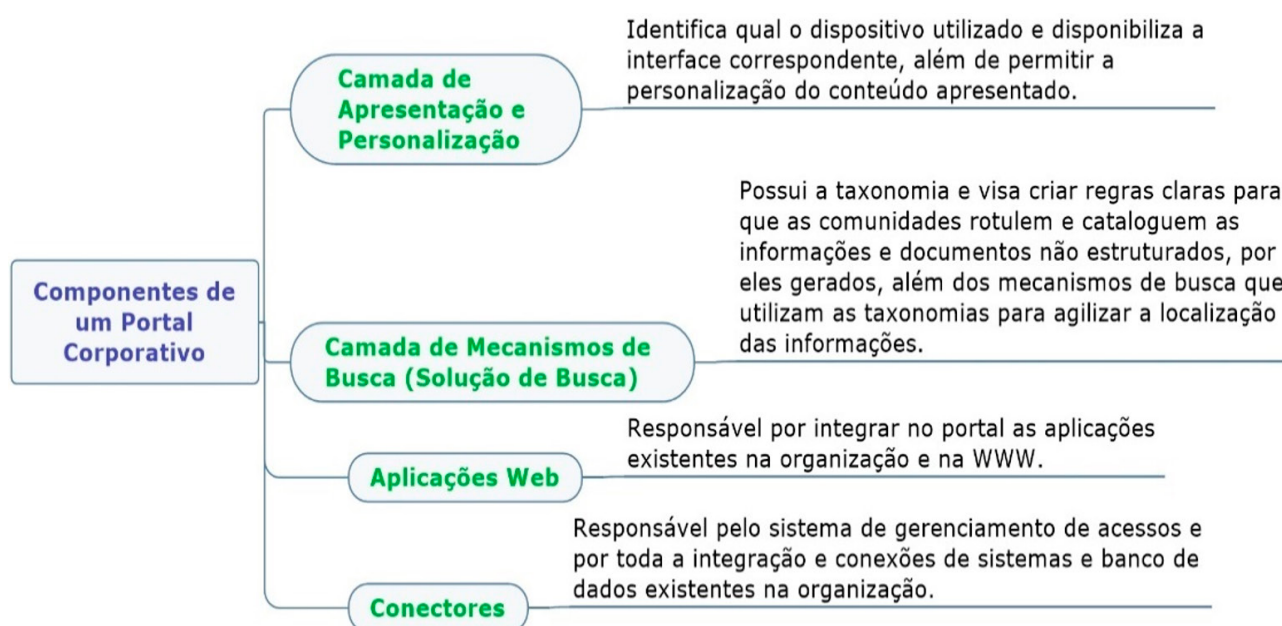 Componentes de
um Portal
Corporativo
Camada de
Apresentação e
Personalização
Identifica qual o dispositivo utilizado e disponibiliza a
interface correspondente, além de permitir a
personalização do conteúdo apresentado.
Camada de Mecanismos de
Busca (Solução de Busca)
Possui a taxonomia e visa criar regras claras para
que as comunidades rotulem e cataloguem as
informações e documentos não estruturados, por
eles gerados, além dos mecanismos de busca que
utilizam as taxonomias para agilizar a localização
das informações.
Aplicações Web
Responsável por integrar no portal as aplicações
existentes na organização e na WWW.
Conectores
Responsável pelo sistema de gerenciamento de acessos e
por toda a integração e conexões de sistemas e banco de
dados existentes na organização.